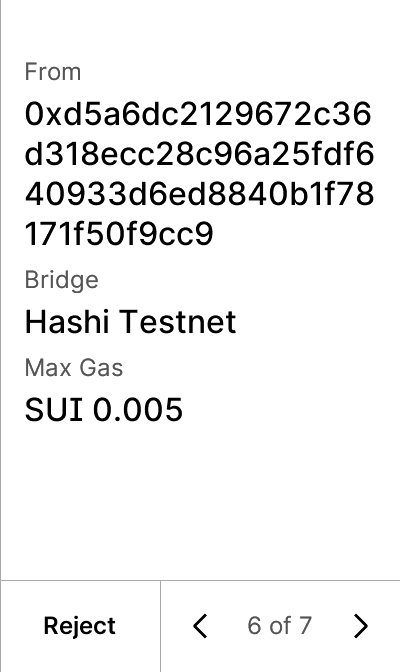 From
0xd5a6dc2129672c36
d318ecc28c96a25fdf6
40933d6ed8840b1f78
171f50f9cc9
Bridge
Hashi Testnet
Max Gas
SUI 0.005
Reject
6 of 7